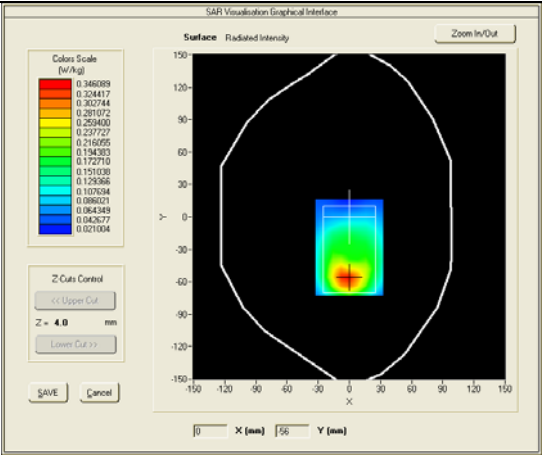 SAR Visualisation Graphical Interface
Surface Radiated Intensity
Zoom In/Out
Colors Scale
(W/kg)
0.346089
0.324417
0.302744
0.281072
0.259400
0.237727
0.216055
0.194383
0.172710
0.151038
0.129366
0.107694
0.086021
0.064349
0.042677
0.021004
Z-Cuts Control
<< Upper Cut
Z = 4.0 mm
Lower Cut >>
SAVE Cancel
150
120
90
60
30
0
-30
-60
-90
-120
-150
Y
-150 -120 -90 -60 -30 0 30 60 90 120 150
X
0 X (mm) -56 Y (mm)